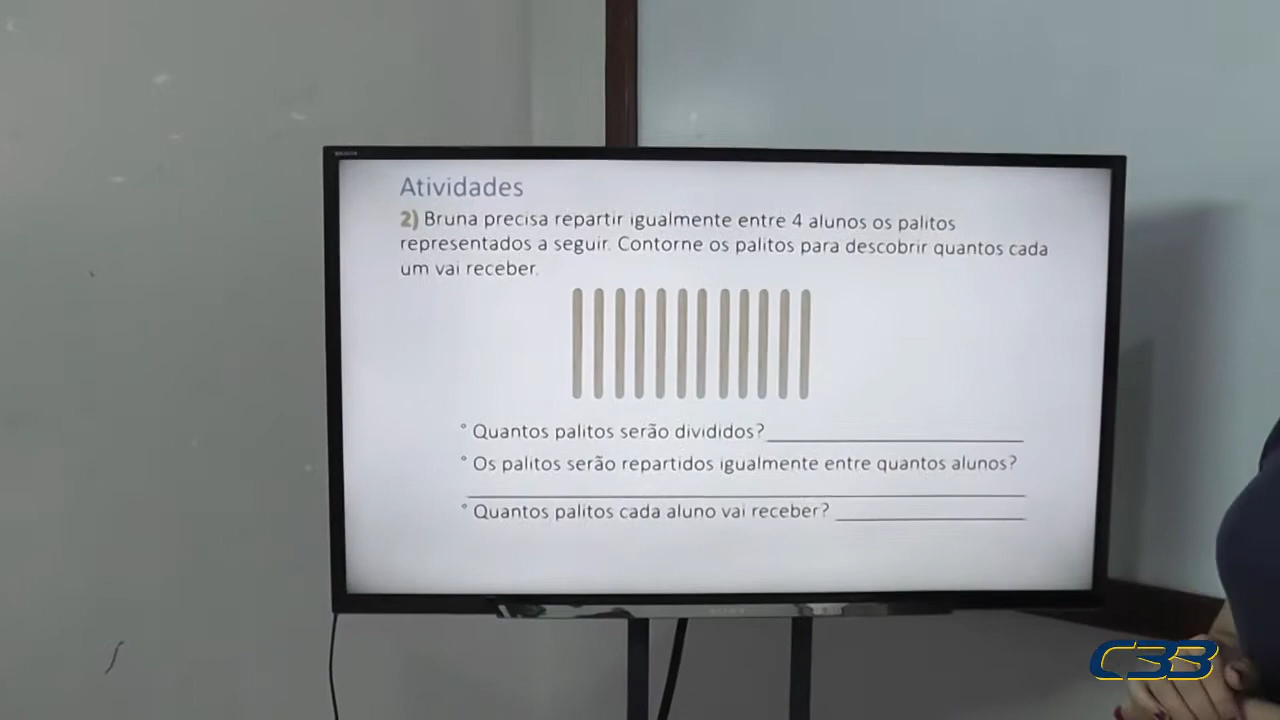 Atividades
2) Bruna precisa repartir igualmente entre 4 alunos os palitos
representados a seguir. Contorne os palitos para descobrir quantos cada
um vai receber.
° Quantos palitos serão divididos?
° Os palitos serão repartidos igualmente entre quantos alunos?
° Quantos palitos cada aluno vai receber?
CBB